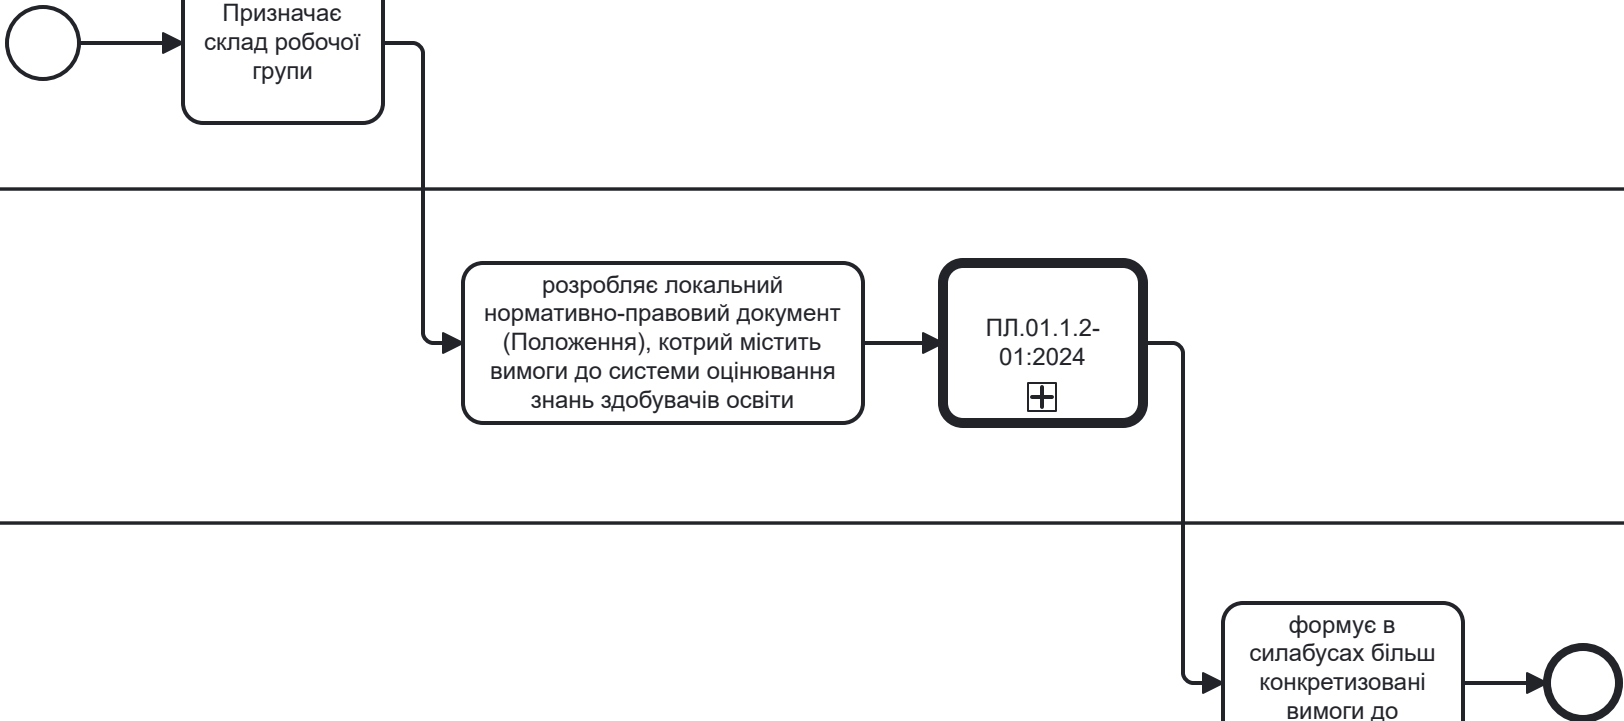 Призначає
склад робочої
групи
розробляє локальний
нормативно-правовий документ
(Положення), котрий містить
вимоги до системи оцінювання
знань здобувачів освіти
ПЛ.01.1.2-
01:2024
формує в
силабусах більш
конкретизовані
вимоги до